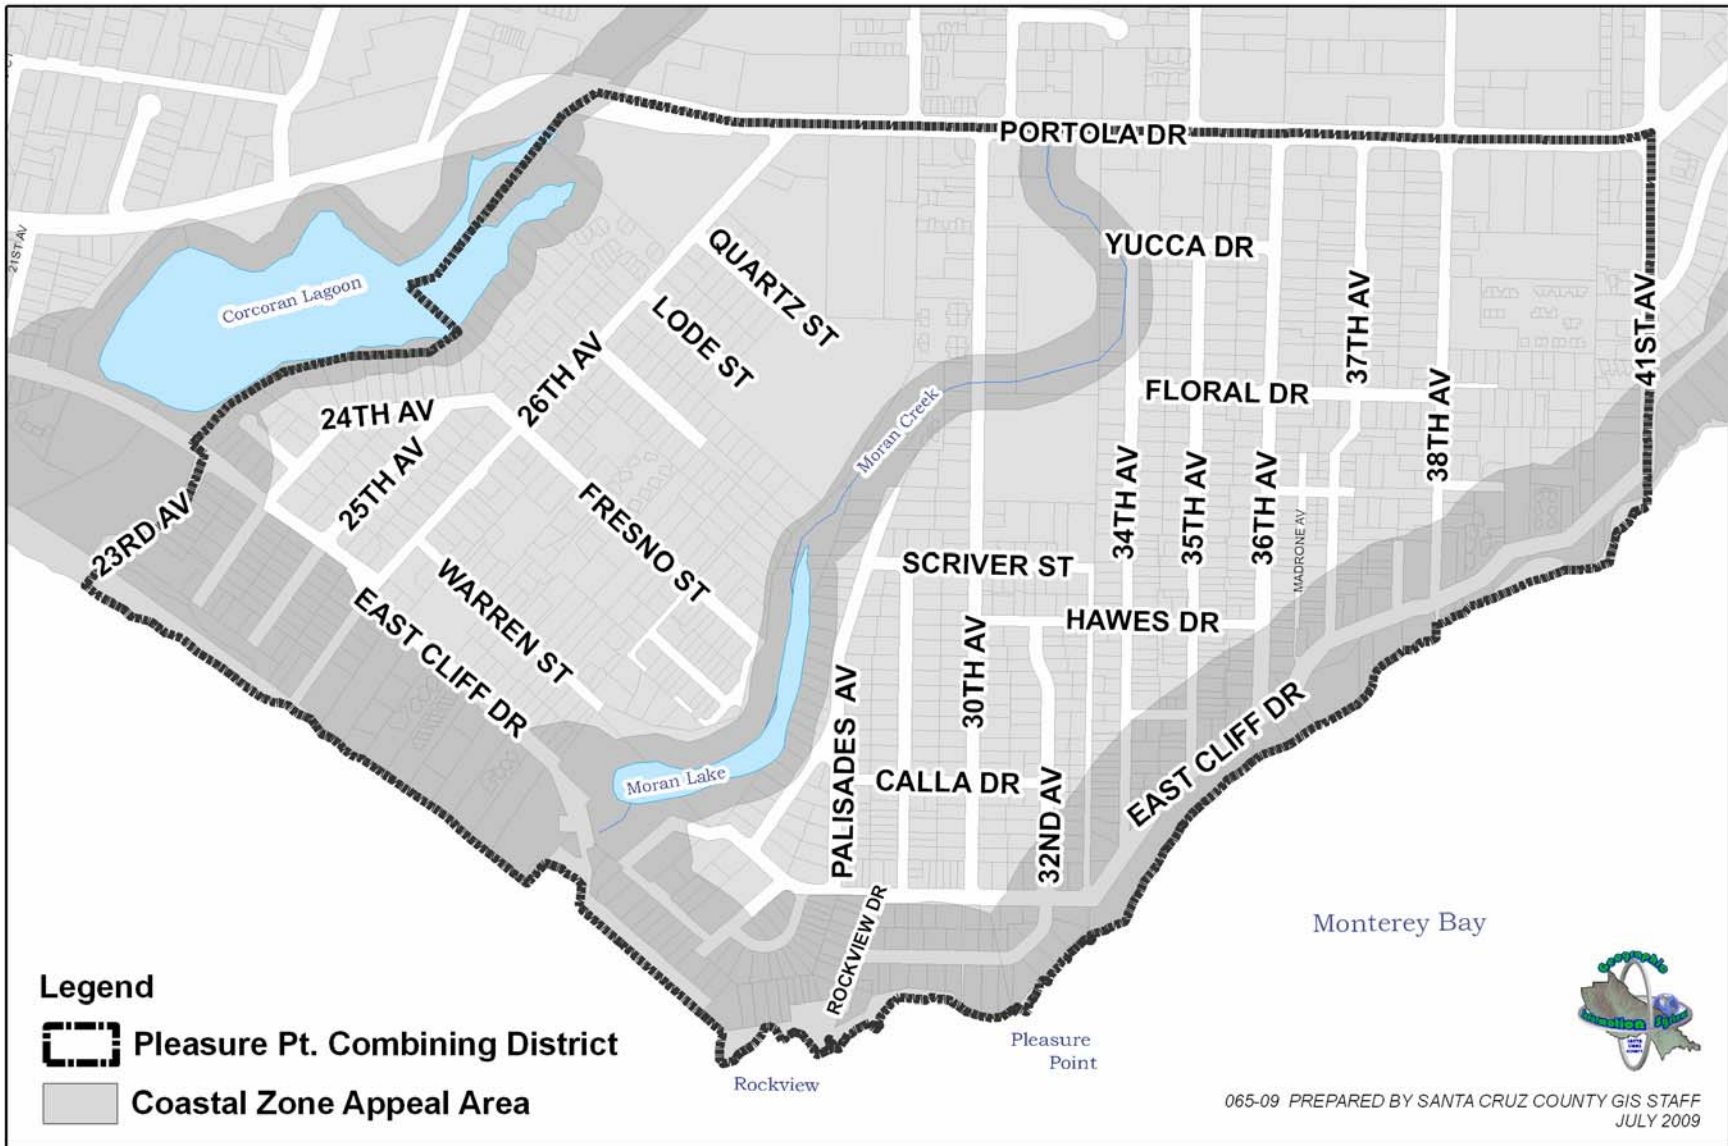 PORTOLA DR
21ST AV
QUARTZ ST
YUCCA DR
Corcoran Lagoon
LODE ST
37TH AV
41ST AV
26TH AV
24TH AV
FLORAL DR
38TH AV
Moran Creek
25TH AV
34TH AV
35TH AV
36TH AV
23RD AV
FRESNO ST
MADRONE AV
SCRIVER ST
WARREN ST
HAWES DR
EAST CLIFF DR
30TH AV
PALISADES AV
Moran Lake
CALLA DR
32ND AV
EAST CLIFF DR
ROCKVIEW DR
Monterey Bay
Pleasure
Point
Rockview
Legend
Pleasure Pt. Combining District
Coastal Zone Appeal Area
Geographic
Information System
065-09 PREPARED BY SANTA CRUZ COUNTY GIS STAFF
JULY 2009